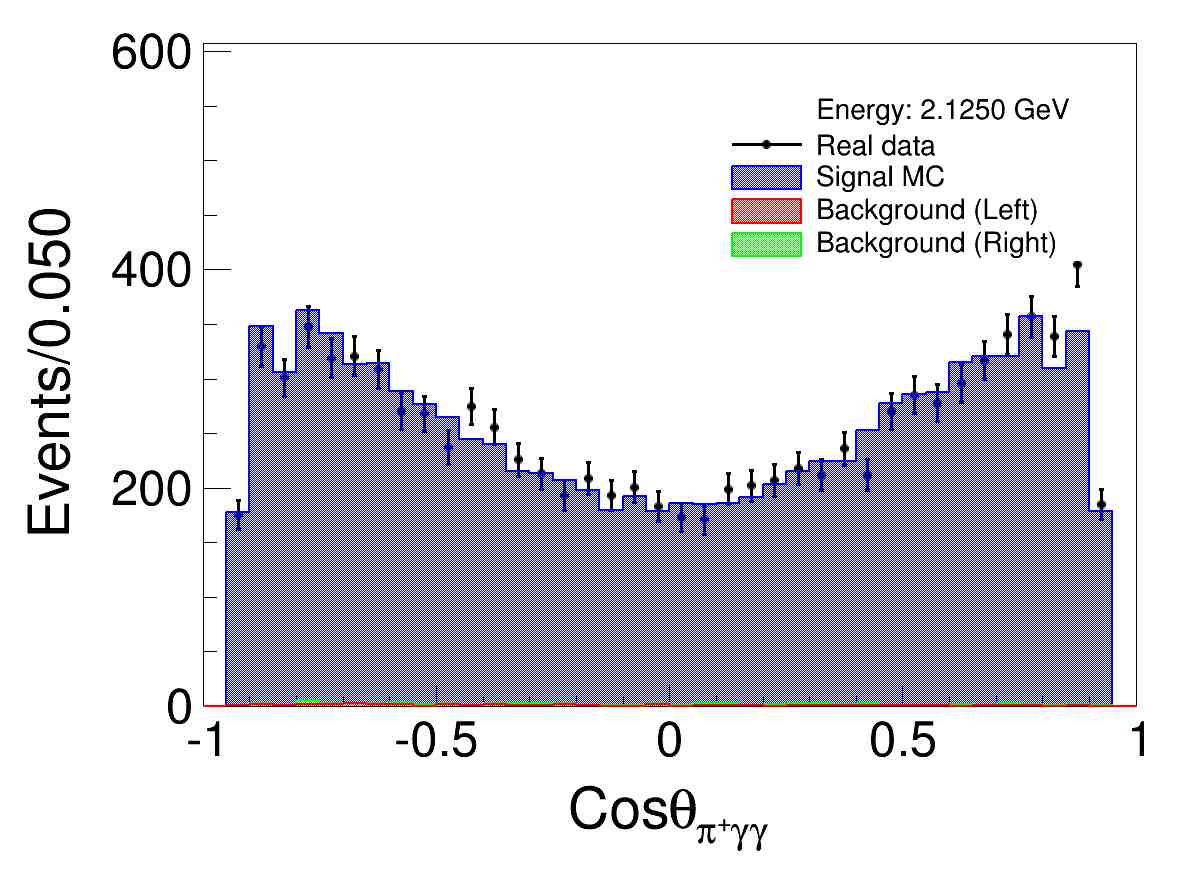 600
400
200
0
Events/0.050
Energy: 2.1250 GeV
Real data
Signal MC
Background (Left)
Background (Right)
-1 -0.5 0 0.5 1
Cosθπ⁺γγ